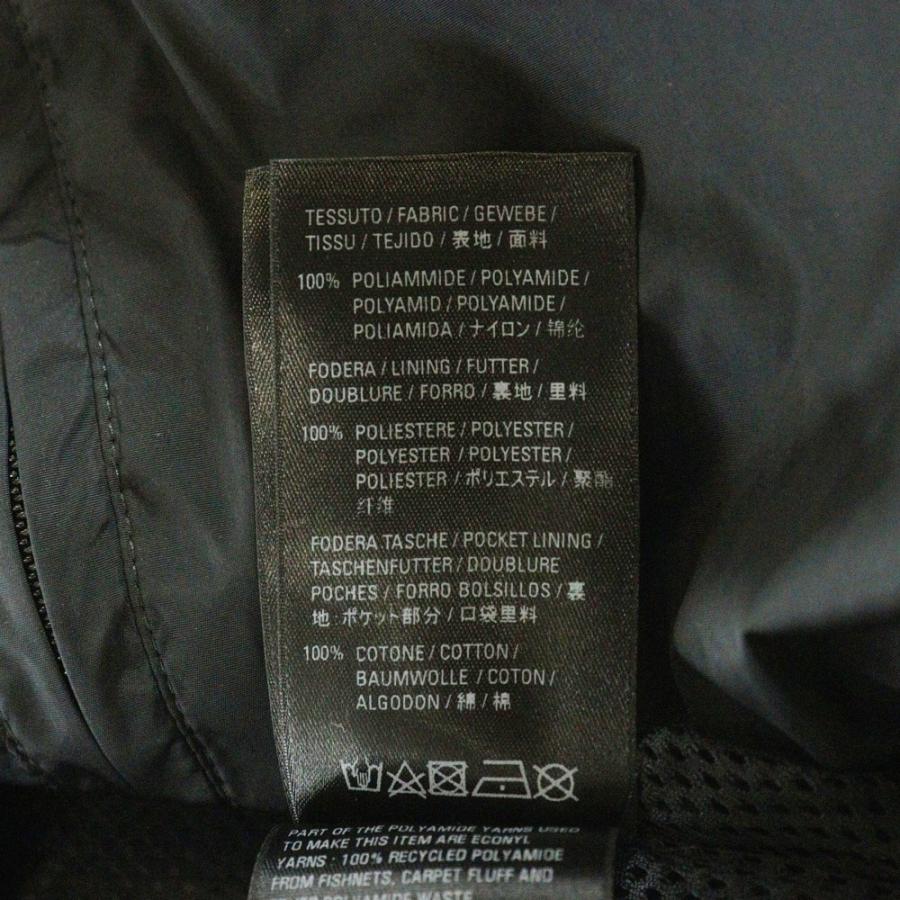 TESSUTO / FABRIC / GEWEBE /
TISSU / TEJIDO / 表地 / 面料
100% POLIAMMIDE / POLYAMIDE /
POLYAMID / POLYAMIDE /
POLIAMIDA / ナイロン / 锦纶
FODERA / LINING / FUTTER /
DOUBLURE / FORRO / 裏地 / 里料
100% POLIESTERE / POLYESTER /
POLYESTER / POLYESTER /
POLIESTER / ポリエステル / 聚酯
纤维
FODERA TASCHE / POCKET LINING /
TASCHENFUTTER / DOUBLURE
POCHES / FORRO BOLSILLOS / 裏
地:ポケット部分 / 口袋里料
100% COTONE / COTTON /
BAUMWOLLE / COTON /
ALGODON / 綿 / 棉
PART OF THE POLYAMIDE YARNS USED
TO MAKE THIS ITEM ARE ECONYL
YARNS : 100% RECYCLED POLYAMIDE
FROM FISHNETS, CARPET FLUFF AND
POLYAMIDE WASTE